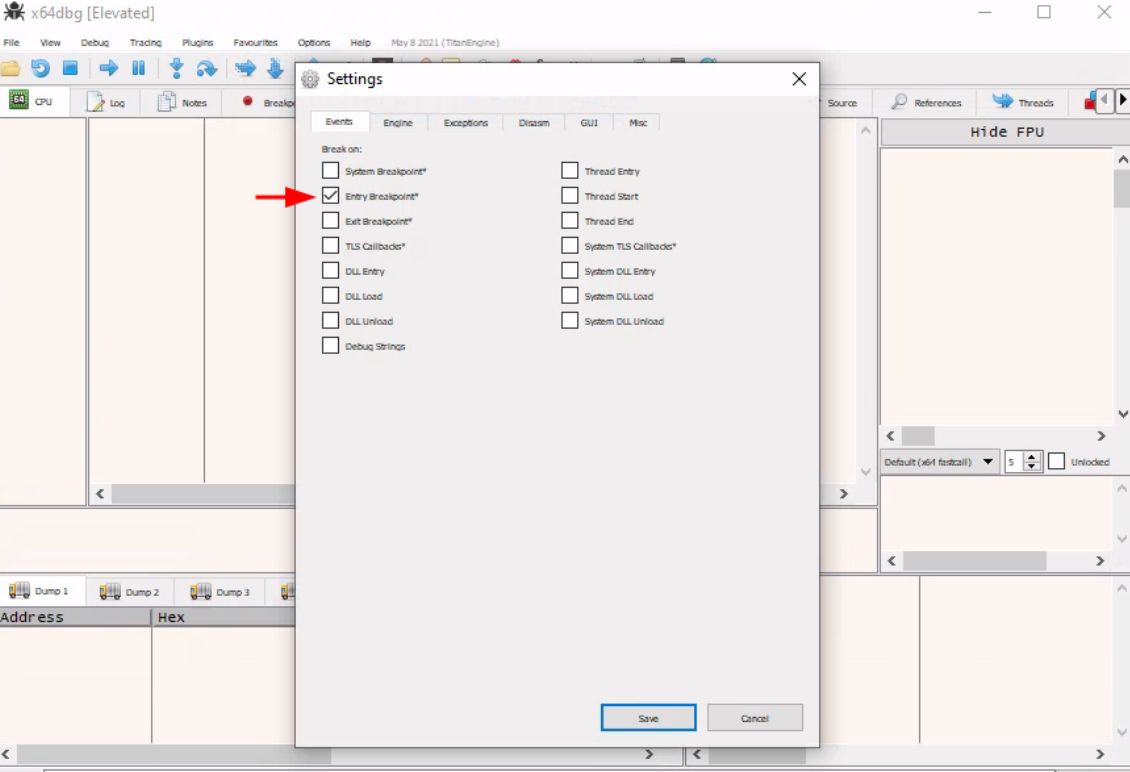 x64dbg [Elevated]
File View Debug Tracing Plugins Favourites Options Help May 8 2021 (TitanEngine)
Settings
64 CPU Log Notes Source References Threads
Hide FPU
Events Engine Exceptions Disasm GUI Misc
Break on:
System Breakpoint* Thread Entry
Entry Breakpoint* Thread Start
Exit Breakpoint* Thread End
TLS Callbacks* System TLS Callbacks*
DLL Entry System DLL Entry
DLL Load System DLL Load
DLL Unload System DLL Unload
Debug Strings
Default (x64 fastcall) 5 Unlocked
Dump 1 Dump 2 Dump 3
Address Hex
Save Cancel